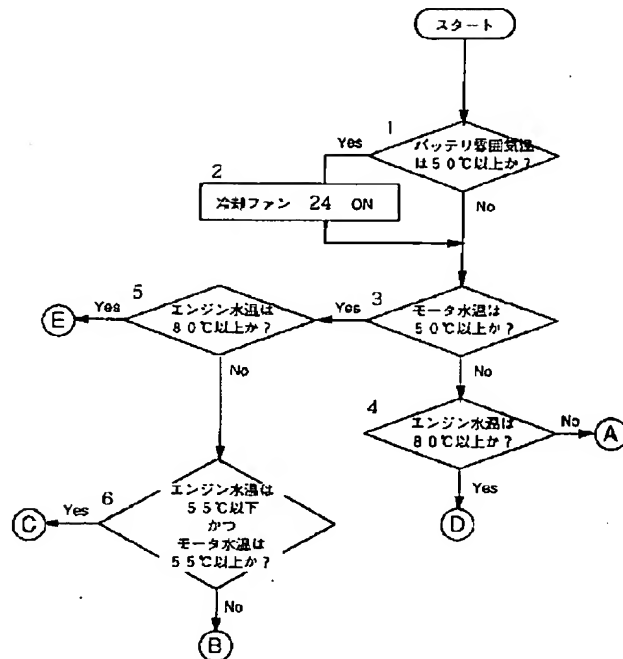 スタート
1
Yes
バッテリ雰囲気温
は50℃以上か?
2
冷却ファン 24 ON
No
5
Yes
エンジン水温は
80℃以上か?
E
3
Yes
モータ水温は
50℃以上か?
No
No
4
エンジン水温は
80℃以上か?
No
A
Yes
D
6
Yes
エンジン水温は
55℃以下
かつ
モータ水温は
55℃以上か?
C
No
B